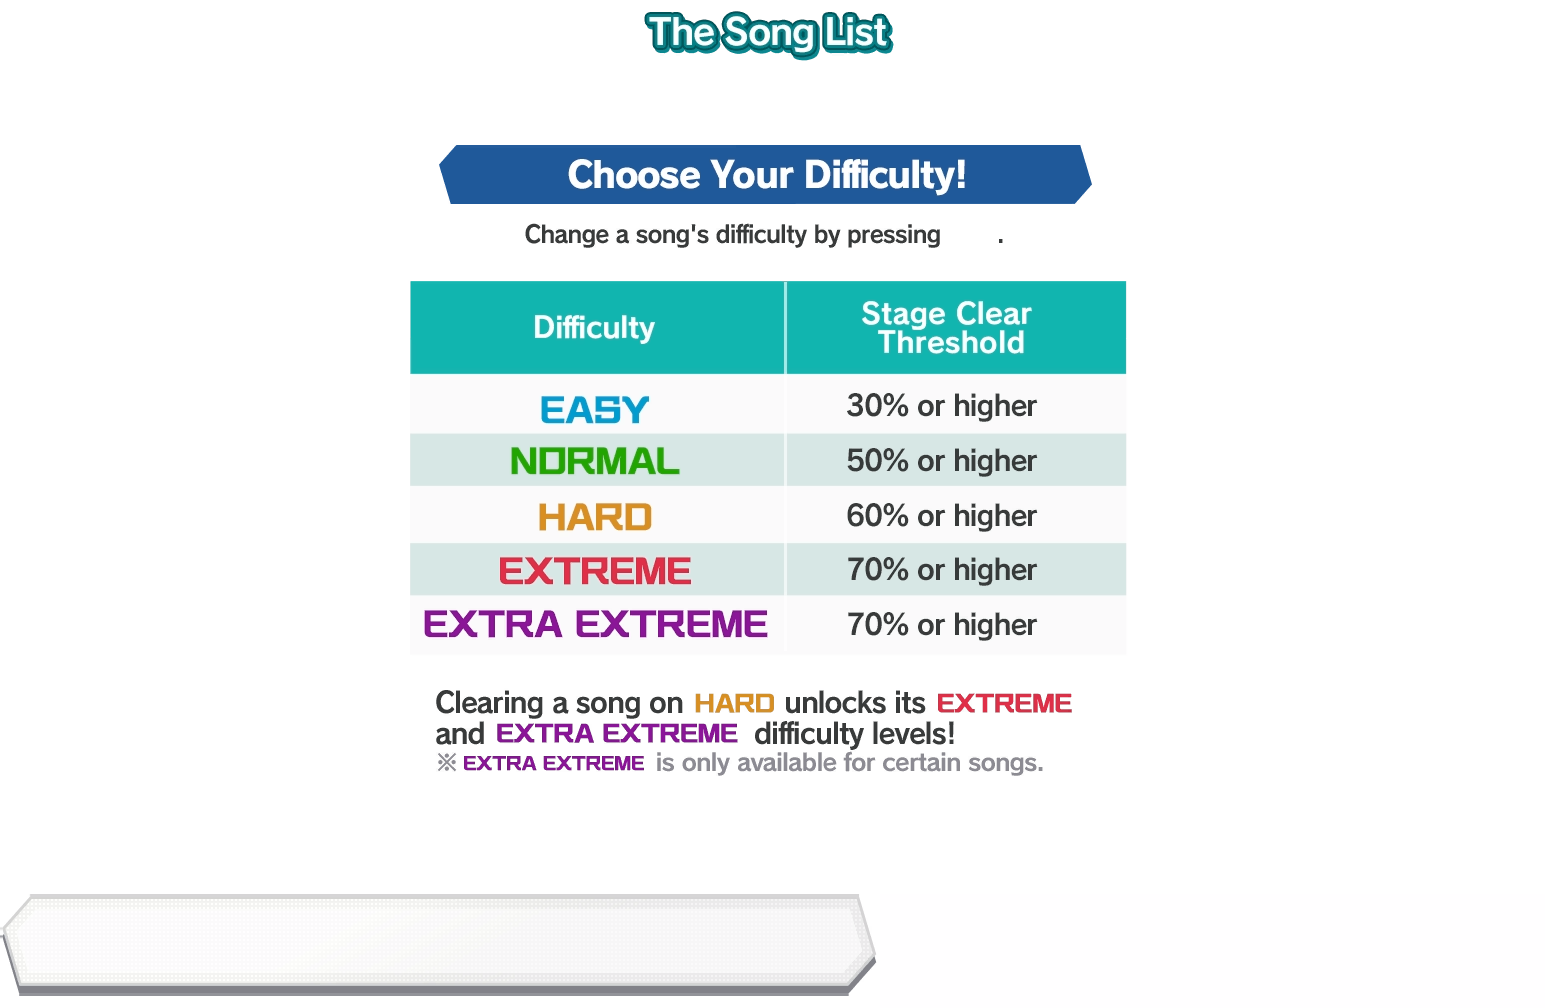 The Song List
Choose Your Difficulty!
Change a song's difficulty by pressing .
Difficulty
Stage Clear
Threshold
EASY
30% or higher
NORMAL
50% or higher
HARD
60% or higher
EXTREME
70% or higher
EXTRA EXTREME
70% or higher
Clearing a song on HARD unlocks its EXTREME
and EXTRA EXTREME difficulty levels!
※ EXTRA EXTREME is only available for certain songs.